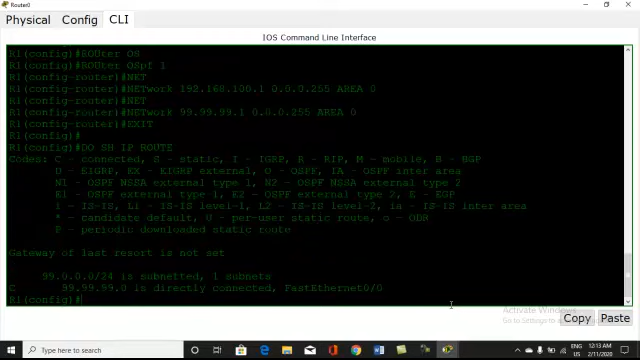 Router0
Physical Config CLI
IOS Command Line Interface
R1(config)#ROUter OS
R1(config)#ROUter OSpf 1
R1(config-router)#NET
R1(config-router)#NETwork 192.168.100.1 0.0.0.255 AREA 0
R1(config-router)#NET
R1(config-router)#NETwork 99.99.99.1 0.0.0.255 AREA 0
R1(config-router)#EXIT
R1(config)#
R1(config)#DO SH IP ROUTE
Codes: C - connected, S - static, I - IGRP, R - RIP, M - mobile, B - BGP
D - EIGRP, EX - EIGRP external, O - OSPF, IA - OSPF inter area
N1 - OSPF NSSA external type 1, N2 - OSPF NSSA external type 2
E1 - OSPF external type 1, E2 - OSPF external type 2, E - EGP
i - IS-IS, L1 - IS-IS level-1, L2 - IS-IS level-2, ia - IS-IS inter area
* - candidate default, U - per-user static route, o - ODR
P - periodic downloaded static route
Gateway of last resort is not set
99.0.0.0/24 is subnetted, 1 subnets
C 99.99.99.0 is directly connected, FastEthernet0/0
R1(config)#
Activate Windows
Go to Settings to a
Copy Paste
ENG 12:13 AM
US 2/11/2020